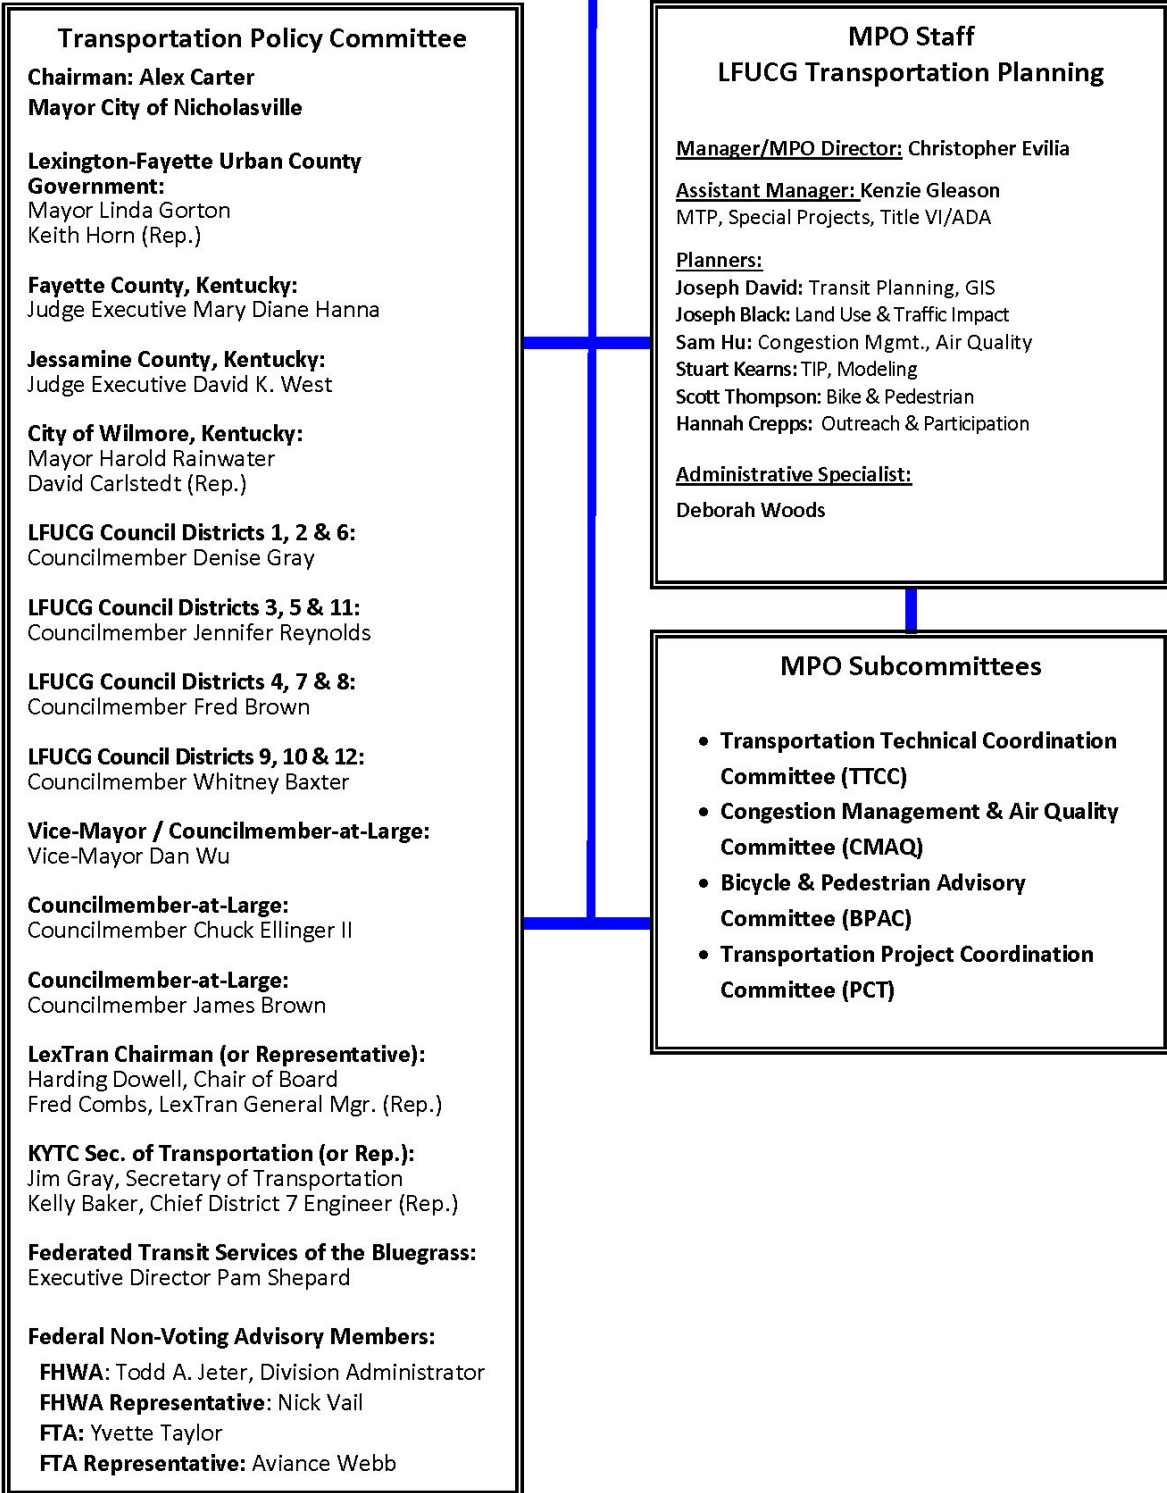 Transportation Policy Committee
Chairman: Alex Carter
Mayor City of Nicholasville
Lexington-Fayette Urban County
Government:
Mayor Linda Gorton
Keith Horn (Rep.)
Fayette County, Kentucky:
Judge Executive Mary Diane Hanna
Jessamine County, Kentucky:
Judge Executive David K. West
City of Wilmore, Kentucky:
Mayor Harold Rainwater
David Carlstedt (Rep.)
LFUCG Council Districts 1, 2 & 6:
Councilmember Denise Gray
LFUCG Council Districts 3, 5 & 11:
Councilmember Jennifer Reynolds
LFUCG Council Districts 4, 7 & 8:
Councilmember Fred Brown
LFUCG Council Districts 9, 10 & 12:
Councilmember Whitney Baxter
Vice-Mayor / Councilmember-at-Large:
Vice-Mayor Dan Wu
Councilmember-at-Large:
Councilmember Chuck Ellinger II
Councilmember-at-Large:
Councilmember James Brown
LexTran Chairman (or Representative):
Harding Dowell, Chair of Board
Fred Combs, LexTran General Mgr. (Rep.)
KYTC Sec. of Transportation (or Rep.):
Jim Gray, Secretary of Transportation
Kelly Baker, Chief District 7 Engineer (Rep.)
Federated Transit Services of the Bluegrass:
Executive Director Pam Shepard
Federal Non-Voting Advisory Members:
FHWA: Todd A. Jeter, Division Administrator
FHWA Representative: Nick Vail
FTA: Yvette Taylor
FTA Representative: Aviance Webb
MPO Staff
LFUCG Transportation Planning
Manager/MPO Director: Christopher Evilia
Assistant Manager: Kenzie Gleason
MTP, Special Projects, Title VI/ADA
Planners:
Joseph David: Transit Planning, GIS
Joseph Black: Land Use & Traffic Impact
Sam Hu: Congestion Mgmt., Air Quality
Stuart Kearns: TIP, Modeling
Scott Thompson: Bike & Pedestrian
Hannah Crepps: Outreach & Participation
Administrative Specialist:
Deborah Woods
MPO Subcommittees
• Transportation Technical Coordination
Committee (TTCC)
• Congestion Management & Air Quality
Committee (CMAQ)
• Bicycle & Pedestrian Advisory
Committee (BPAC)
• Transportation Project Coordination
Committee (PCT)